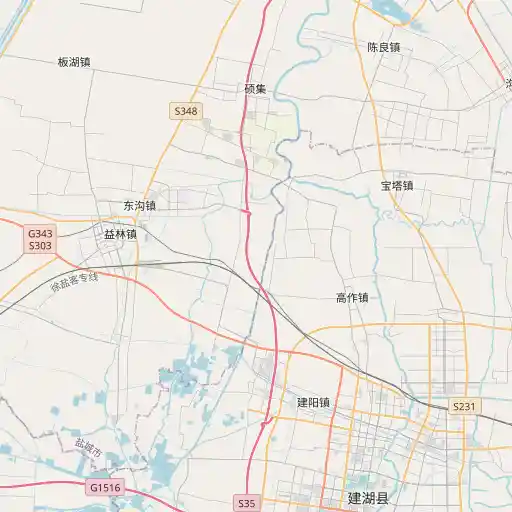 陈良镇
板湖镇
硕集
S348
宝塔镇
东沟镇
益林镇
G343
S303
徐盐客专线
高作镇
建阳镇
S231
盐城市
G1516
S35
建湖县